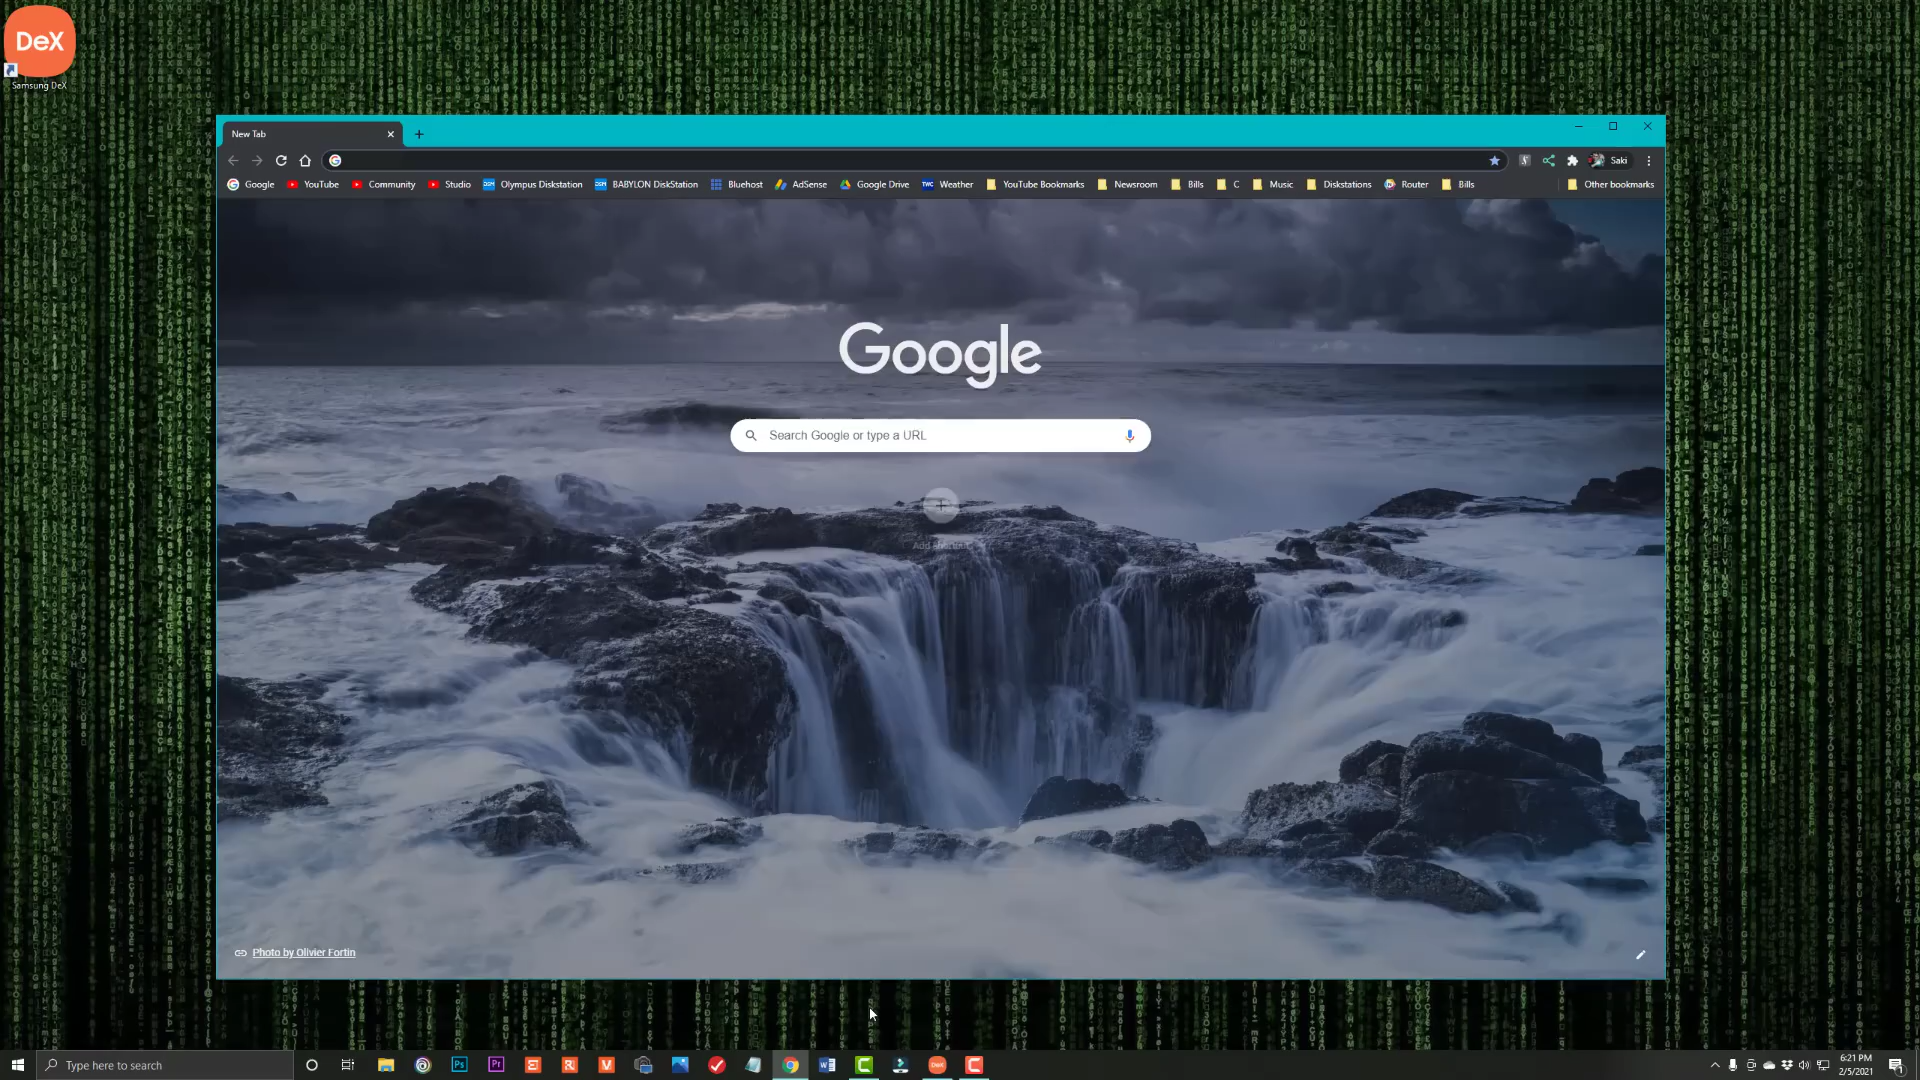 DeX
Samsung DeX
New Tab
Saki
Google
YouTube
Community
Studio
Olympus Diskstation
BABYLON DiskStation
Bluehost
AdSense
Google Drive
Weather
YouTube Bookmarks
Newsroom
Bills
C
Music
Diskstations
Router
Bills
Other bookmarks
Google
Search Google or type a URL
Photo by Olivier Fortin
Type here to search
6:21 PM
2/5/2021